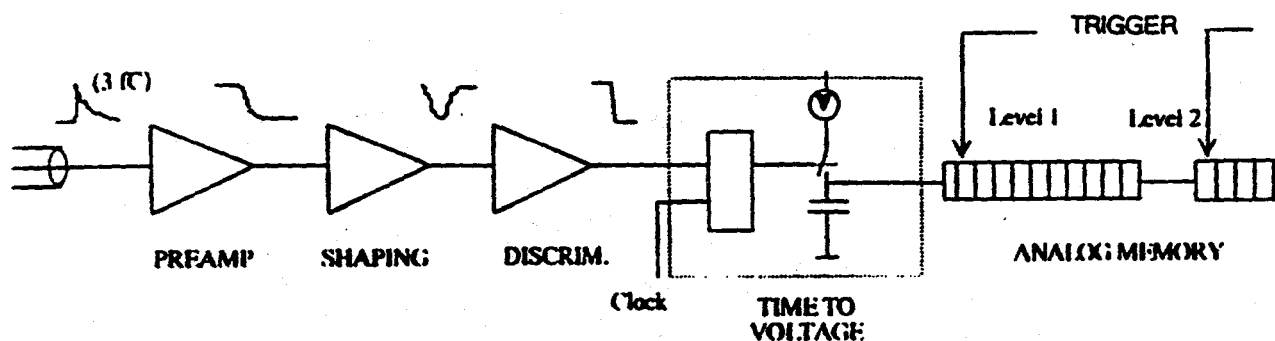 TRIGGER
(3 fC)
Level 1
Level 2
PREAMP
SHAPING
DISCRIM.
ANALOG MEMORY
Clock
TIME TO
VOLTAGE